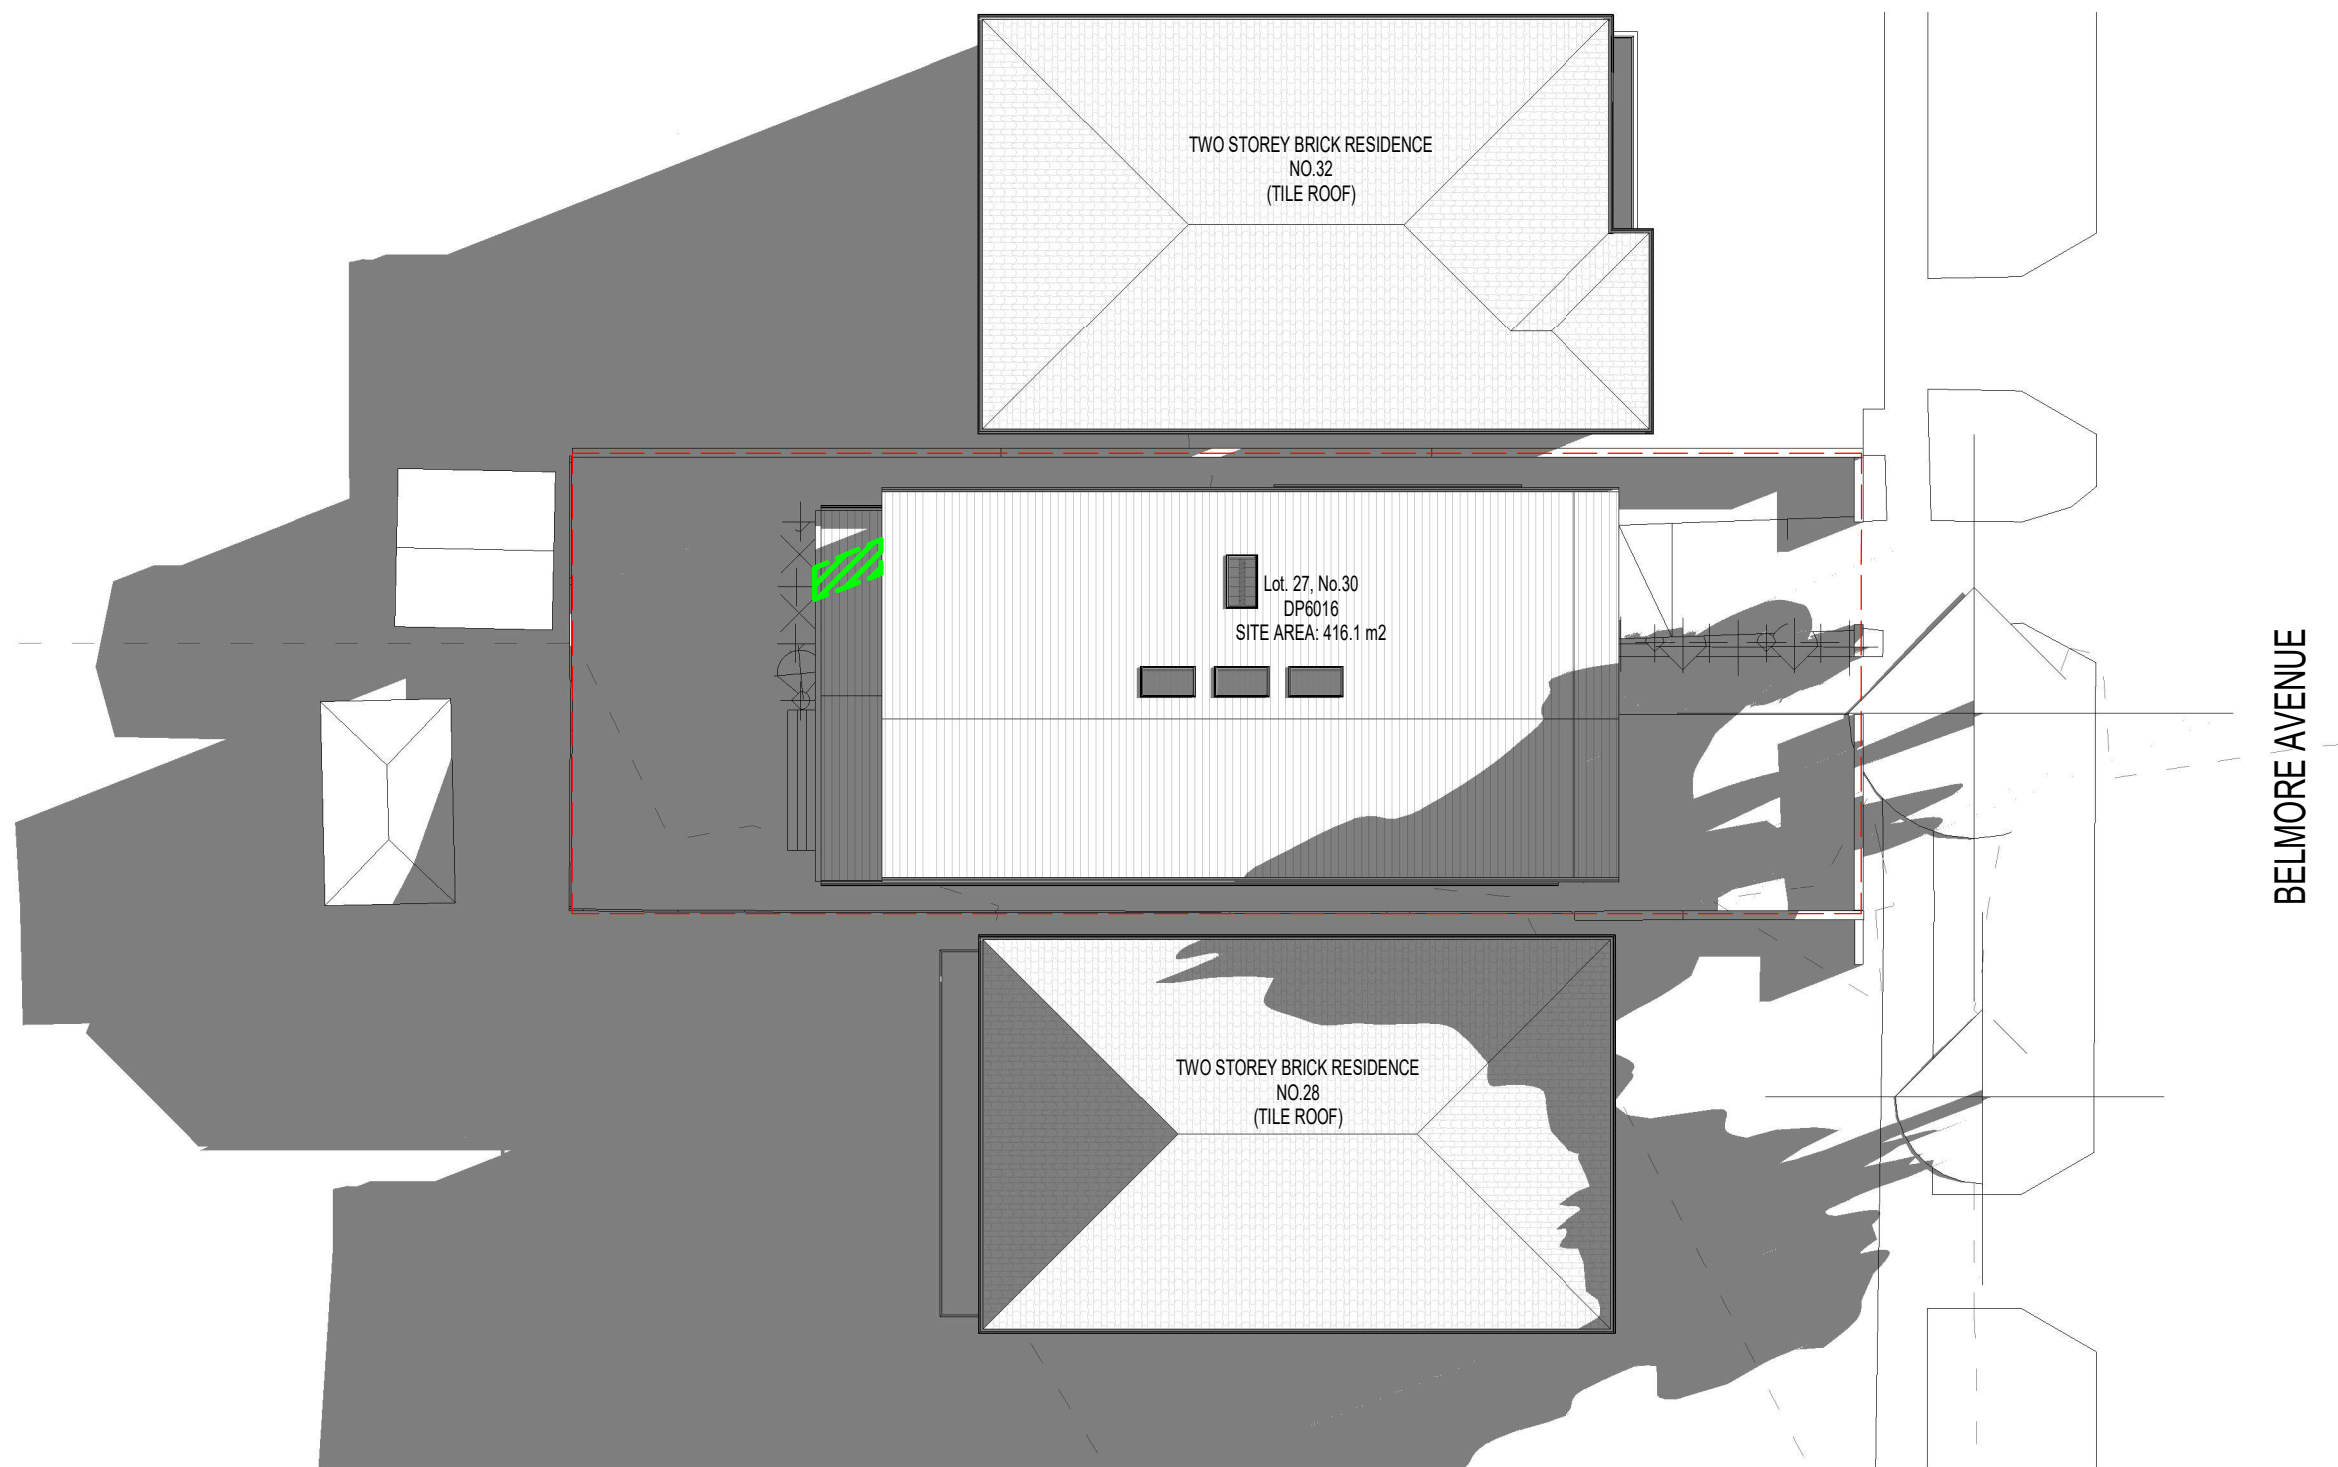 TWO STOREY BRICK RESIDENCE
NO.32
(TILE ROOF)
Lot. 27, No.30
DP6016
SITE AREA: 416.1 m2
BELMORE AVENUE
TWO STOREY BRICK RESIDENCE
NO.28
(TILE ROOF)